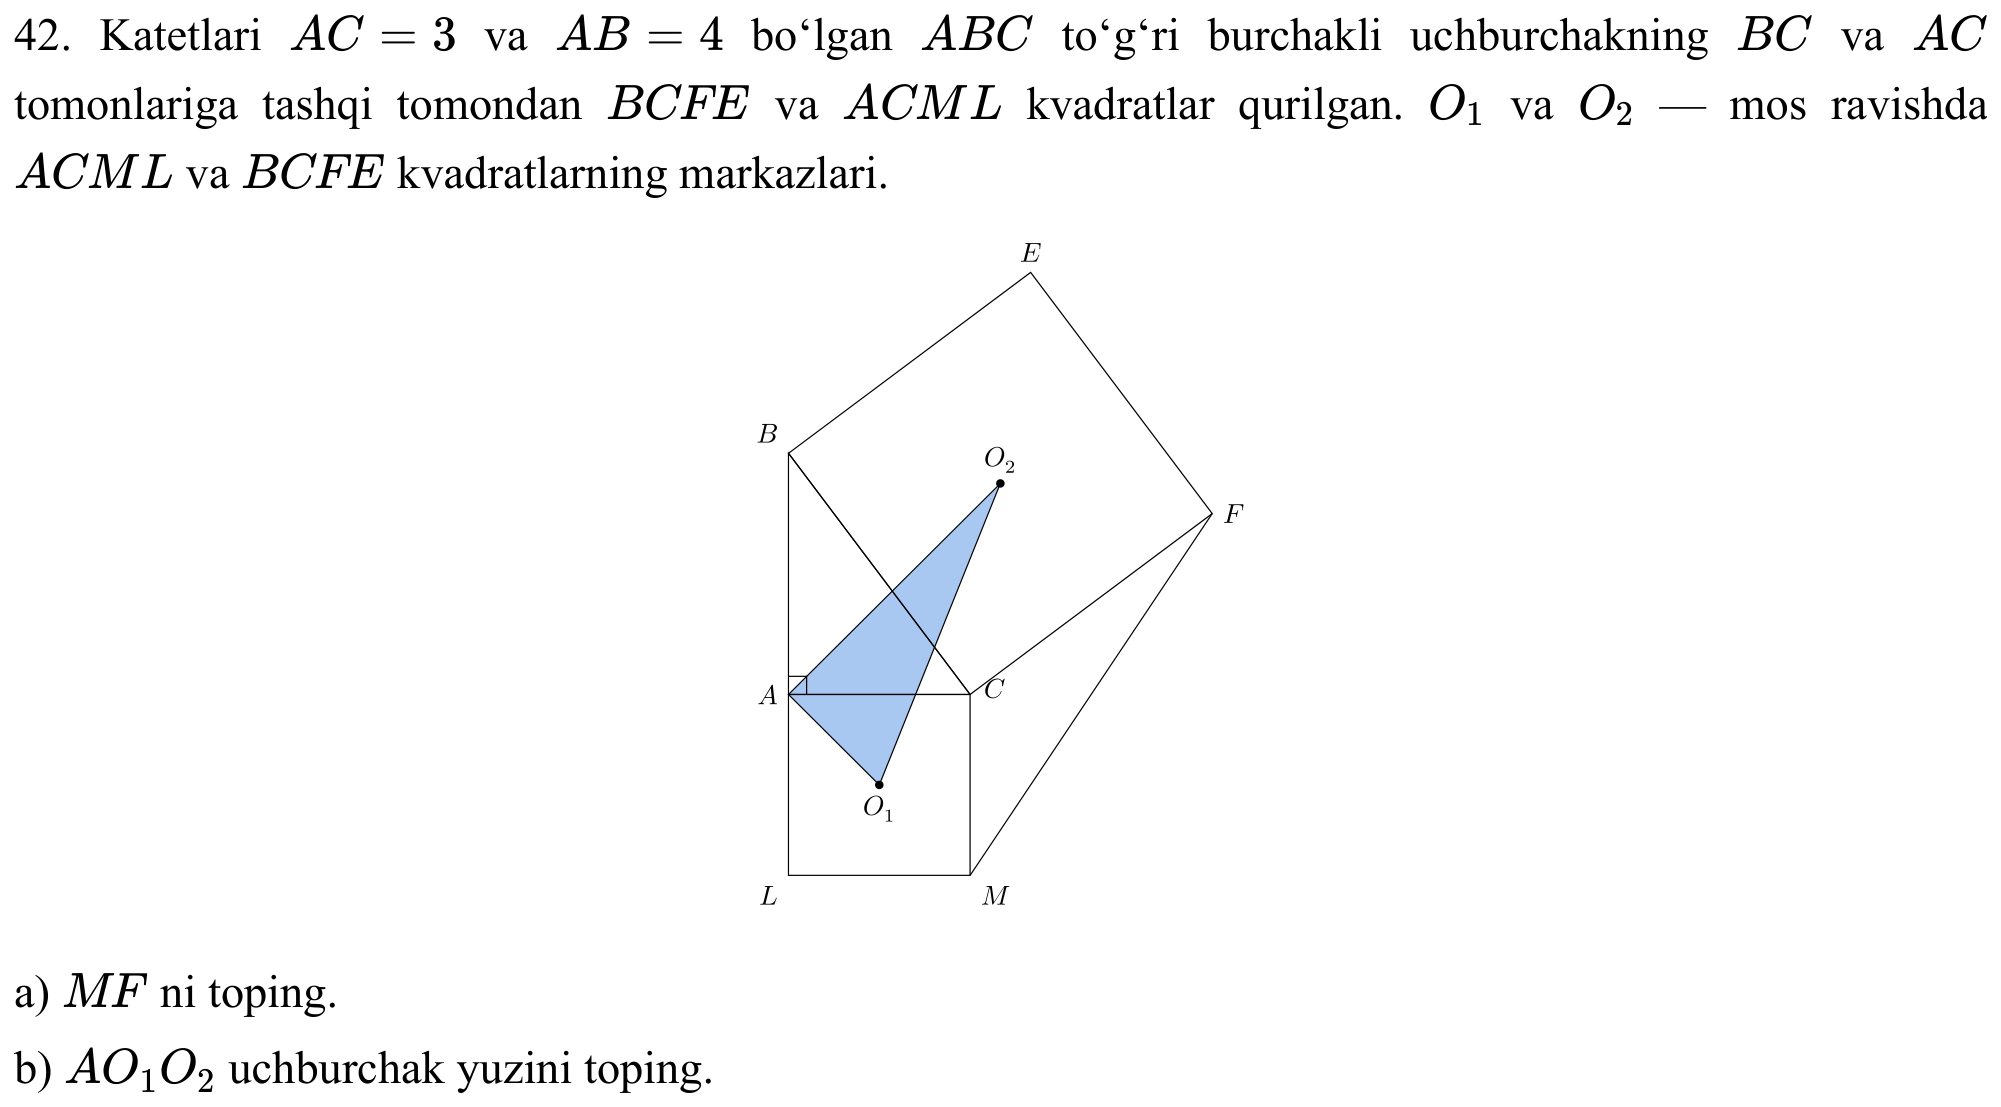 42. Katetlari AC = 3 va AB = 4 bo‘lgan ABC to‘g‘ri burchakli uchburchakning BC va AC
tomonlariga tashqi tomondan BCFE va ACML kvadratlar qurilgan. O₁ va O₂ — mos ravishda
ACML va BCFE kvadratlarning markazlari.
E
B
O₂
F
A
C
O₁
L
M
a) MF ni toping.
b) AO₁O₂ uchburchak yuzini toping.